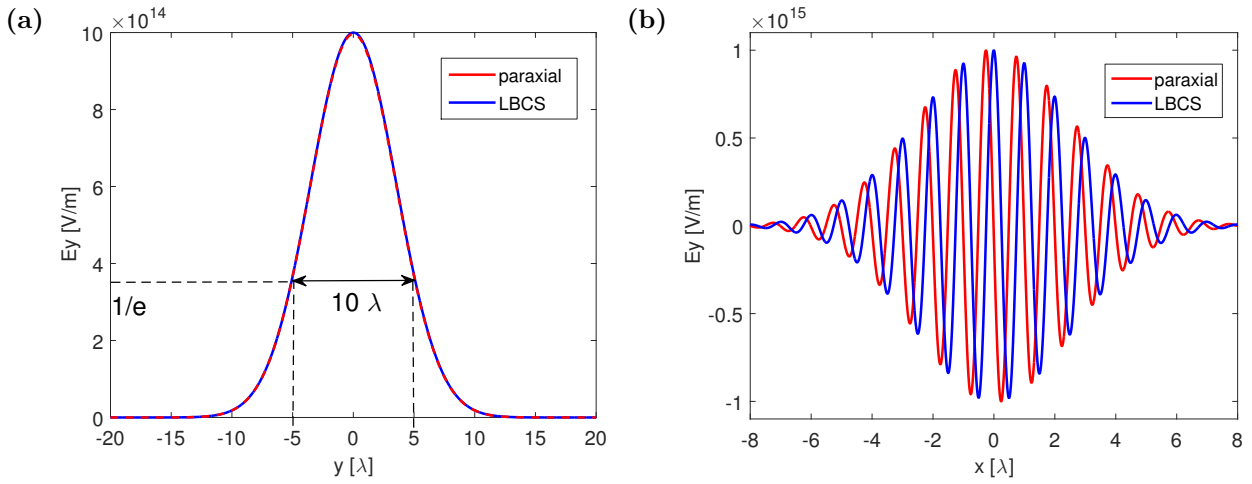 (a)
×10^14
10
8
6
4
2
0
Ey [V/m]
1/e
10 λ
paraxial
LBCS
-20 -15 -10 -5 0 5 10 15 20
y [λ]
(b)
×10^15
1
0.5
0
-0.5
-1
Ey [V/m]
paraxial
LBCS
-8 -6 -4 -2 0 2 4 6 8
x [λ]